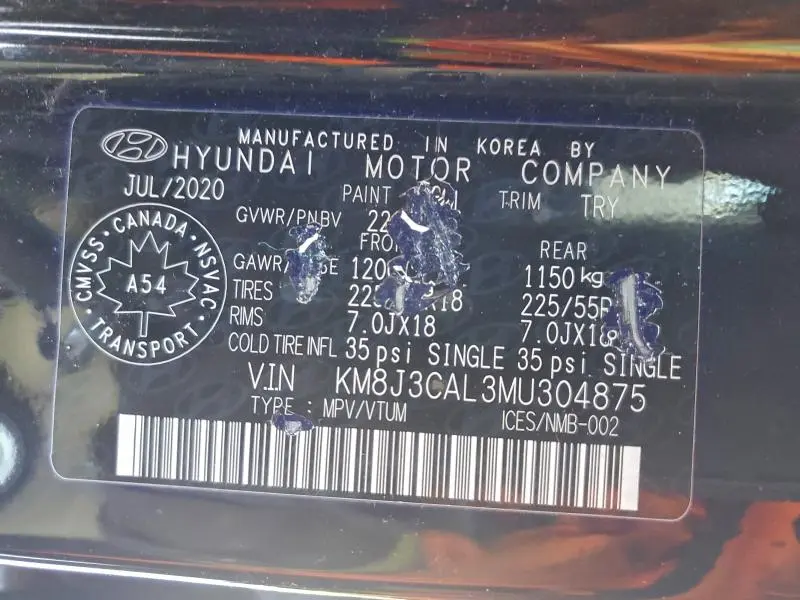 MANUFACTURED IN KOREA BY
HYUNDAI MOTOR COMPANY
JUL/2020 PAINT TRIM TRY
GVWR/PNBV
REAR
1150kg
TIRES 225/55R
RIMS 7.0JX18 7.0JX18
COLD TIRE INFL 35 psi SINGLE 35 psi SINGLE
V.I.N KM8J3CAL3MU304875
TYPE : MPV/VTUM ICES/NMB-002
CMVSS · CANADA · NSVAC · TRANSPORT ·
A54